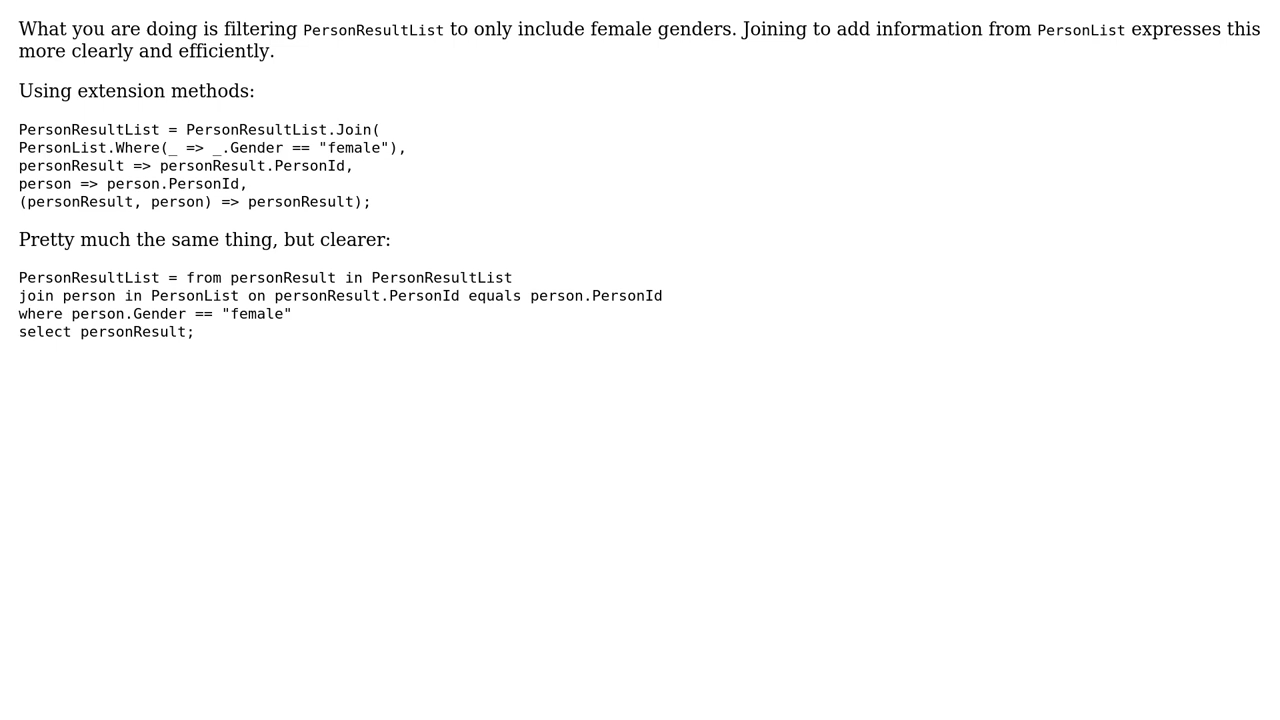 What you are doing is filtering PersonResultList to only include female genders. Joining to add information from PersonList expresses this
more clearly and efficiently.
Using extension methods:
PersonResultList = PersonResultList.Join(
PersonList.Where(_ => _.Gender == "female"),
personResult => personResult.PersonId,
person => person.PersonId,
(personResult, person) => personResult);
Pretty much the same thing, but clearer:
PersonResultList = from personResult in PersonResultList
join person in PersonList on personResult.PersonId equals person.PersonId
where person.Gender == "female"
select personResult;